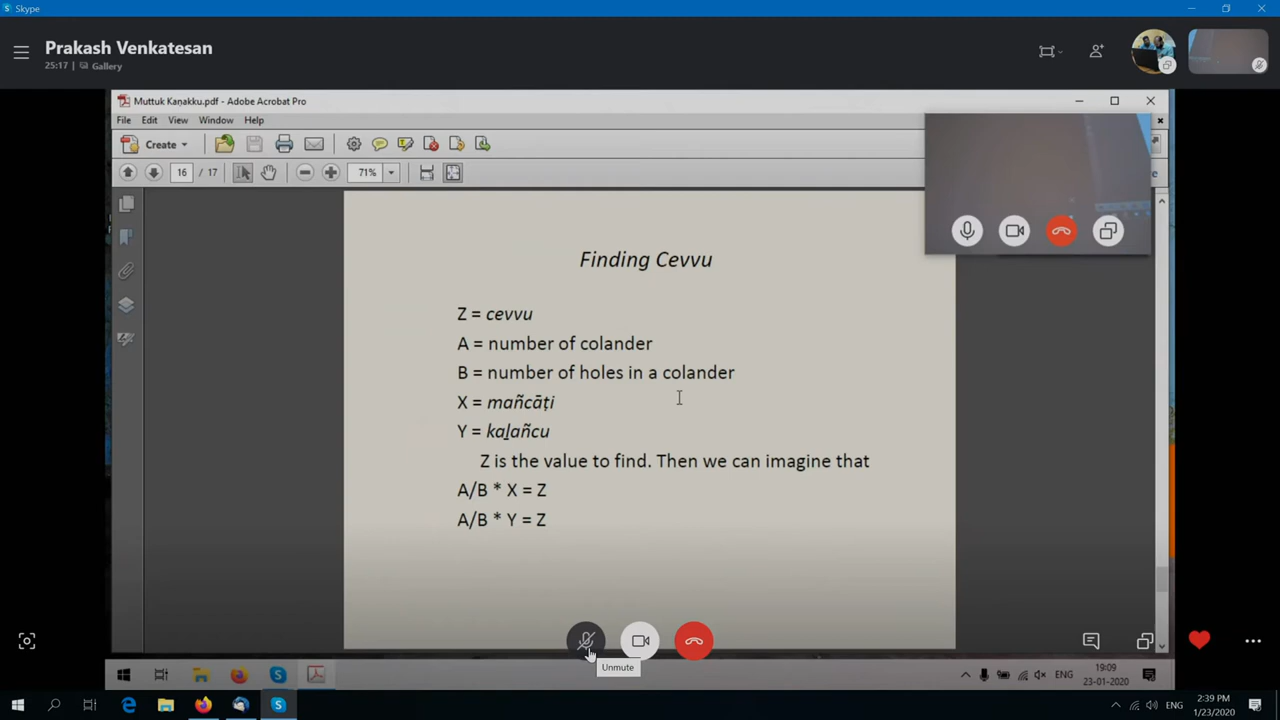 Skype
Prakash Venkatesan
25:17 | Gallery
Muttuk Kaṇakku.pdf - Adobe Acrobat Pro
File Edit View Window Help
Create
16 / 17 71%
Finding Cevvu
Z = cevvu
A = number of colander
B = number of holes in a colander
X = mañcāṭi
Y = kaḻañcu
Z is the value to find. Then we can imagine that
A/B * X = Z
A/B * Y = Z
Unmute
ENG
19:09
23-01-2020
ENG
2:39 PM
1/23/2020